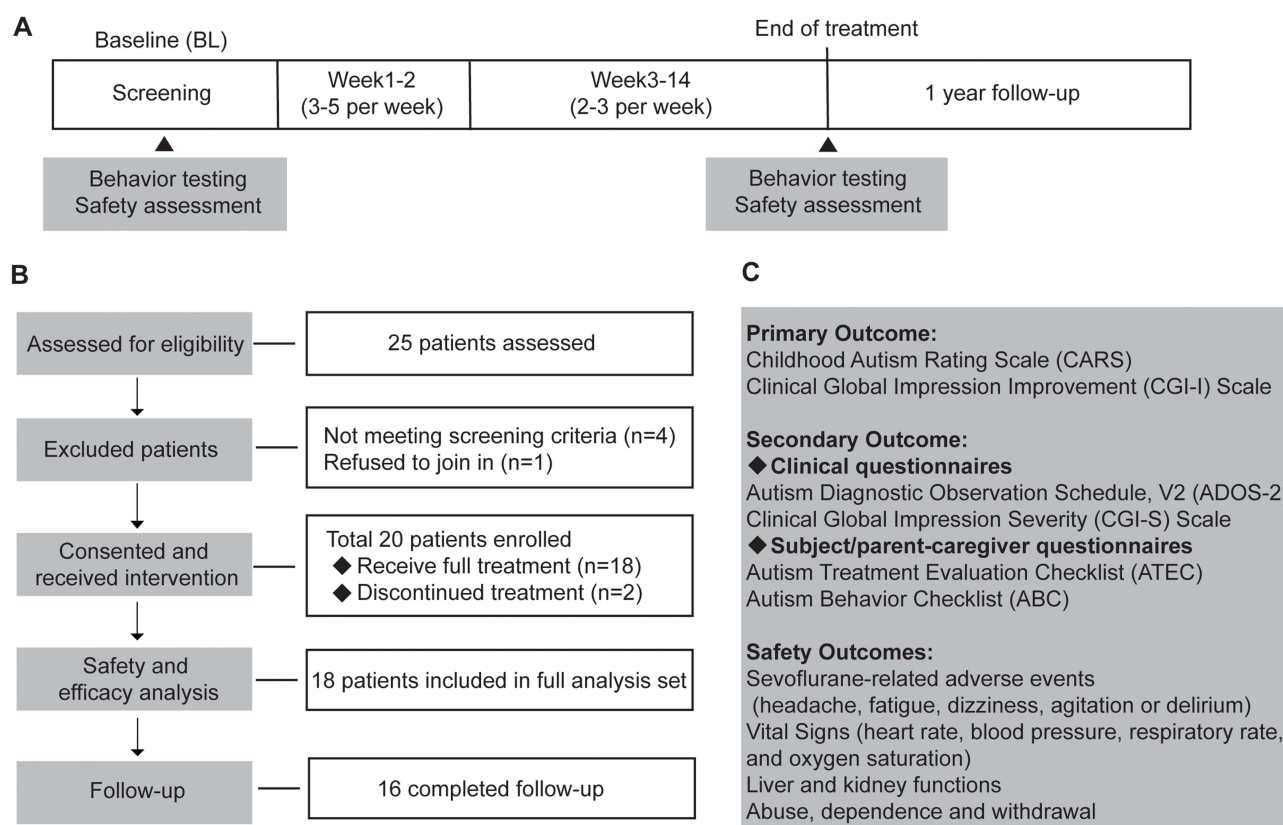 A
Baseline (BL)
End of treatment
Screening
Week1-2
(3-5 per week)
Week3-14
(2-3 per week)
1 year follow-up
Behavior testing
Safety assessment
Behavior testing
Safety assessment
B
Assessed for eligibility
25 patients assessed
Excluded patients
Not meeting screening criteria (n=4)
Refused to join in (n=1)
Consented and
received intervention
Total 20 patients enrolled
◆ Receive full treatment (n=18)
◆ Discontinued treatment (n=2)
Safety and
efficacy analysis
18 patients included in full analysis set
Follow-up
16 completed follow-up
C
Primary Outcome:
Childhood Autism Rating Scale (CARS)
Clinical Global Impression Improvement (CGI-I) Scale
Secondary Outcome:
◆ Clinical questionnaires
Autism Diagnostic Observation Schedule, V2 (ADOS-2
Clinical Global Impression Severity (CGI-S) Scale
◆ Subject/parent-caregiver questionnaires
Autism Treatment Evaluation Checklist (ATEC)
Autism Behavior Checklist (ABC)
Safety Outcomes:
Sevoflurane-related adverse events
(headache, fatigue, dizziness, agitation or delirium)
Vital Signs (heart rate, blood pressure, respiratory rate,
and oxygen saturation)
Liver and kidney functions
Abuse, dependence and withdrawal